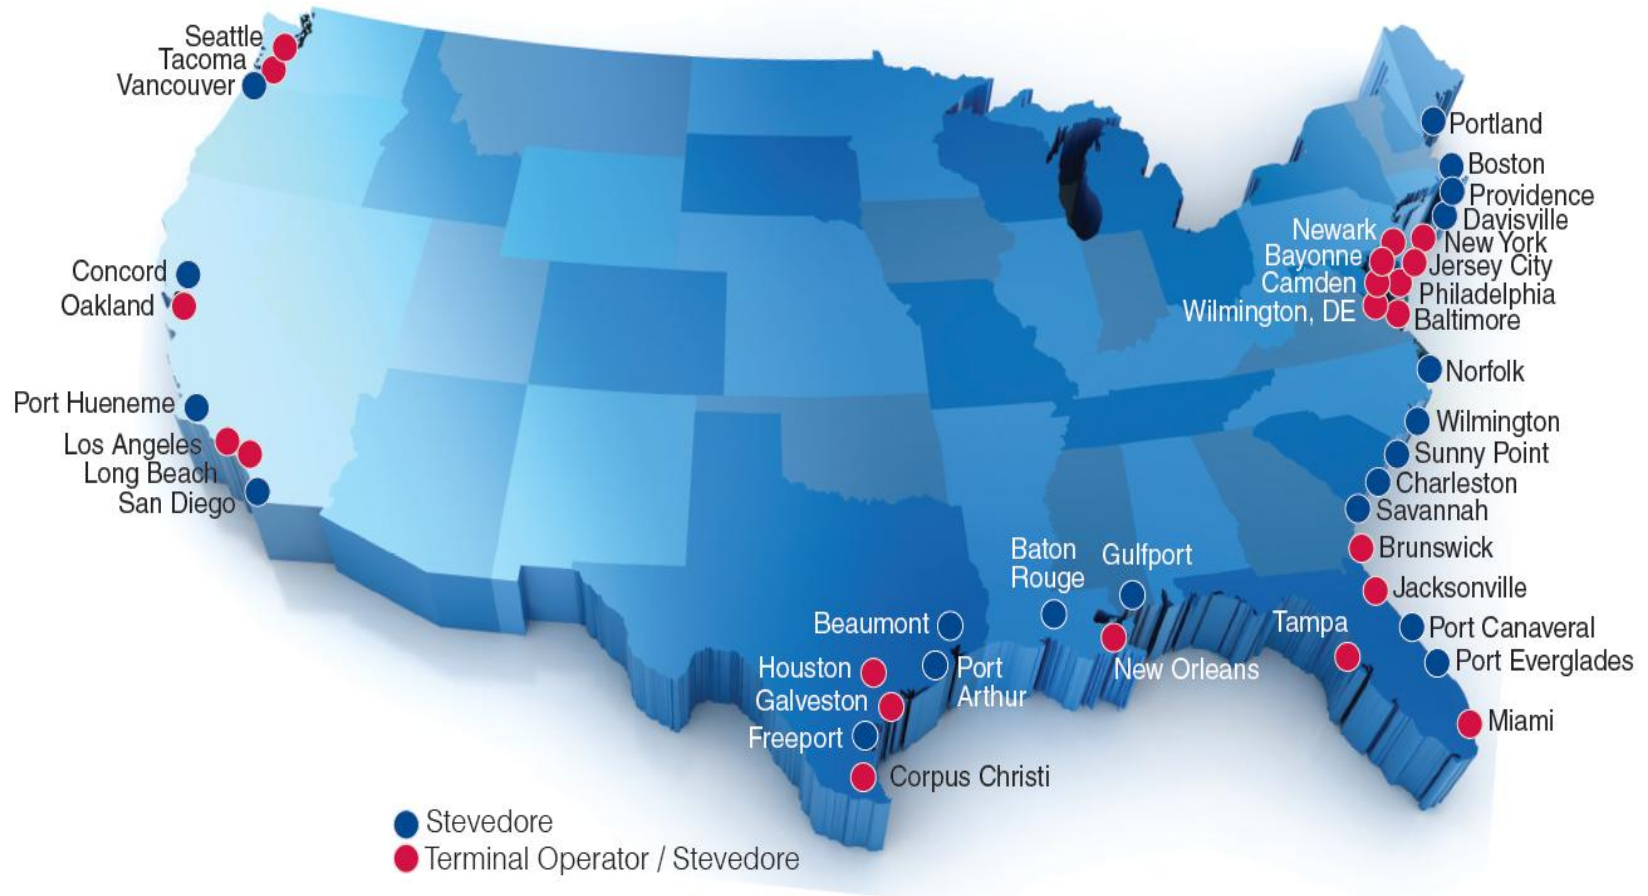 Seattle
Tacoma
Vancouver
Concord
Oakland
Port Hueneme
Los Angeles
Long Beach
San Diego
Portland
Boston
Providence
Davisville
Newark
New York
Bayonne
Jersey City
Camden
Philadelphia
Wilmington, DE
Baltimore
Norfolk
Wilmington
Sunny Point
Charleston
Savannah
Brunswick
Jacksonville
Port Canaveral
Port Everglades
Miami
Tampa
Baton
Rouge
Gulfport
New Orleans
Beaumont
Port
Arthur
Houston
Galveston
Freeport
Corpus Christi
Stevedore
Terminal Operator / Stevedore